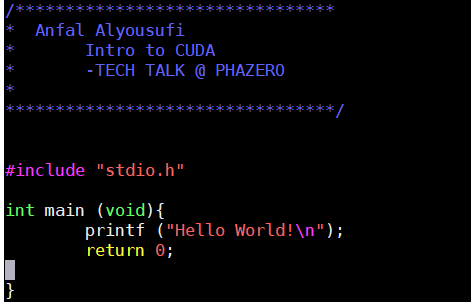 /********************************
*  Anfal Alyousufi
*       Intro to CUDA
*       -TECH TALK @ PHAZERO
*
*********************************/
#include "stdio.h"
int main (void){
        printf ("Hello World!\n");
        return 0;
}